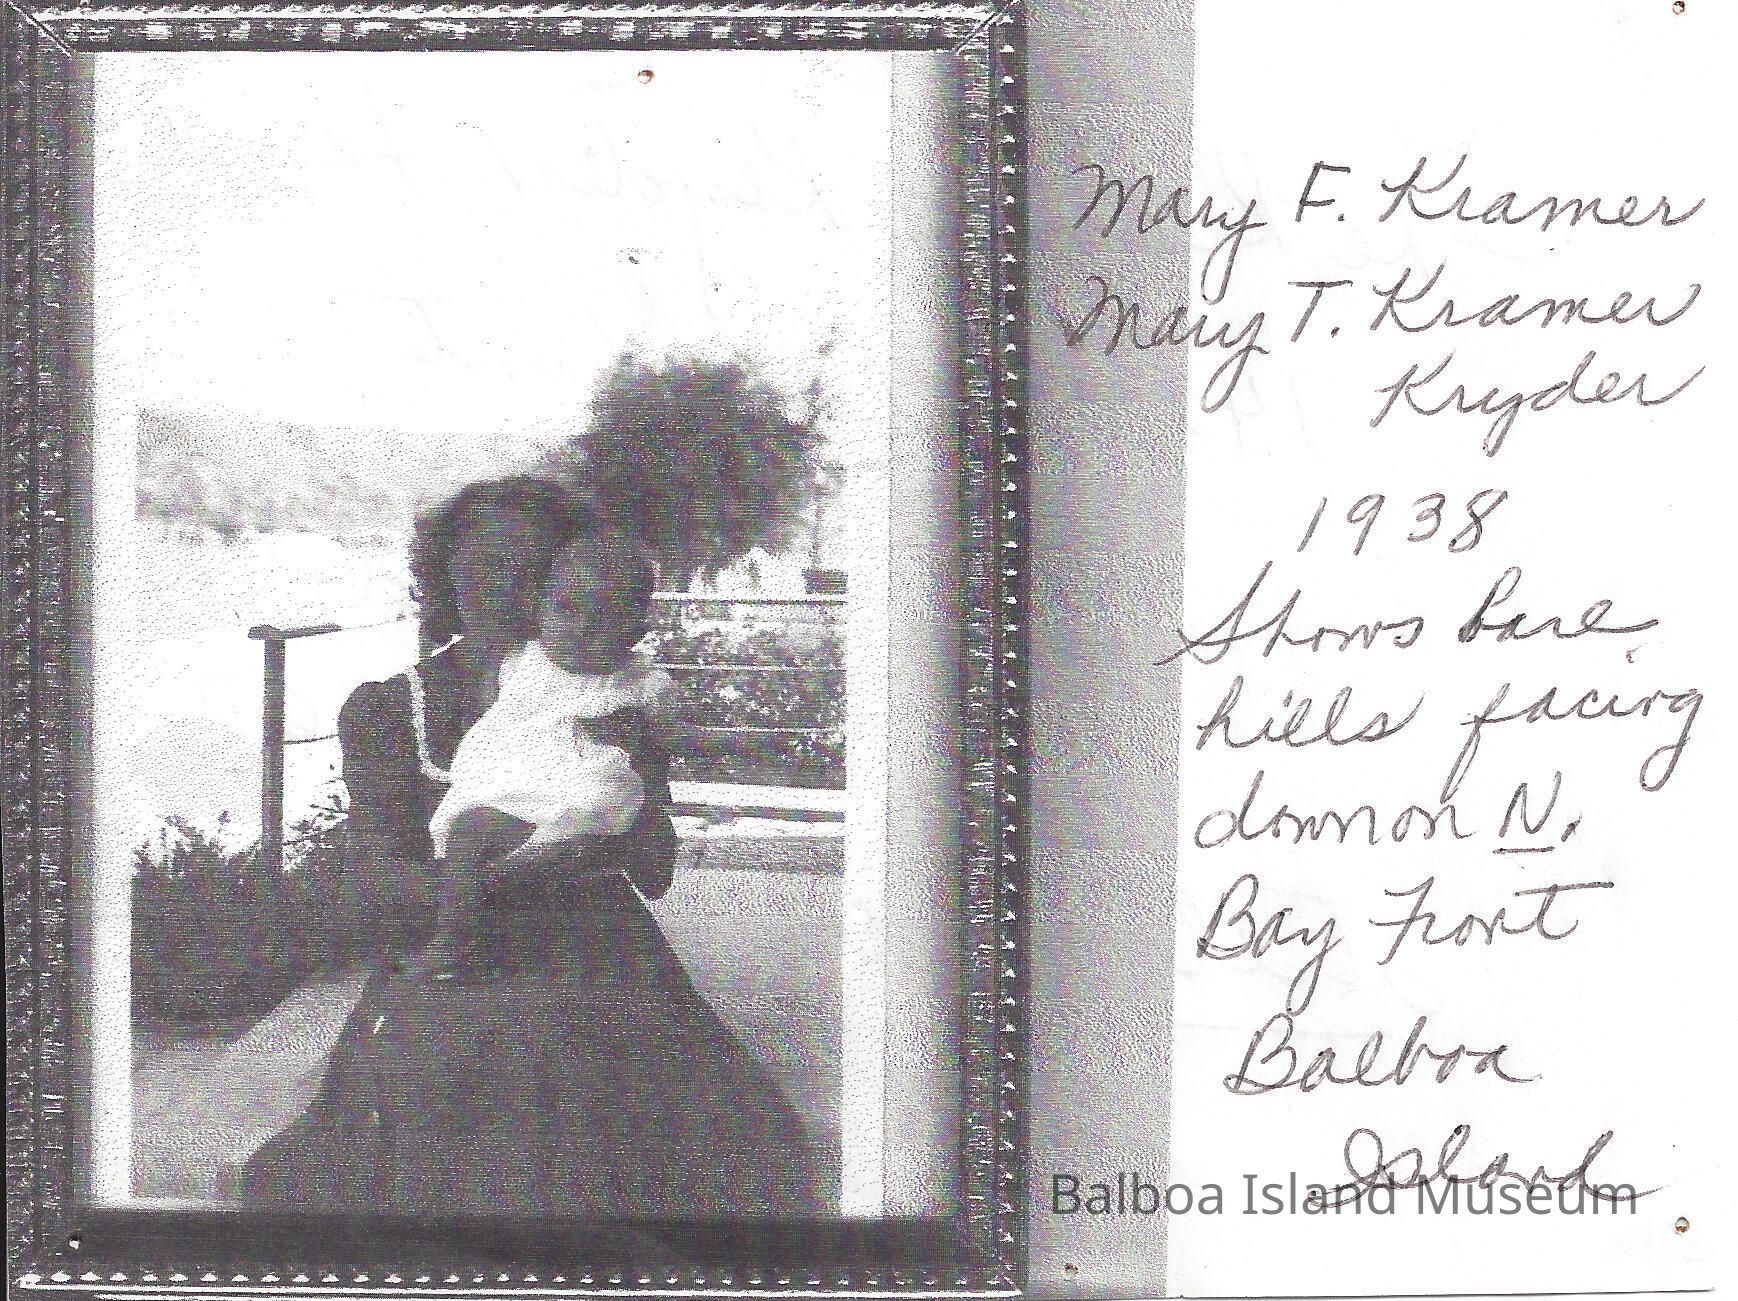 Mary F. Kramer
Mary T. Kramer
Kryder
1938
Shows bare
hills facing
down on N.
Bay Front
Balboa
Island
Balboa Island Museum